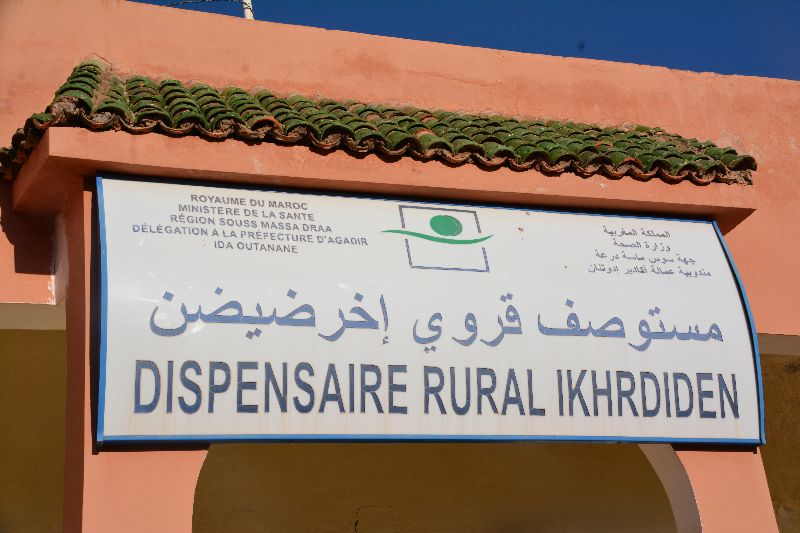 ROYAUME DU MAROC
MINISTERE DE LA SANTE
RÉGION SOUSS MASSA DRAA
DÉLÉGATION A LA PRÉFECTURE D'AGADIR
IDA OUTANANE
المملكة المغربية
وزارة الصحة
جهة سوس ماسة درعة
مندوبية عمالة أكادير إدوتنان
مستوصف قروي إخرضيضن
DISPENSAIRE RURAL IKHRDIDEN